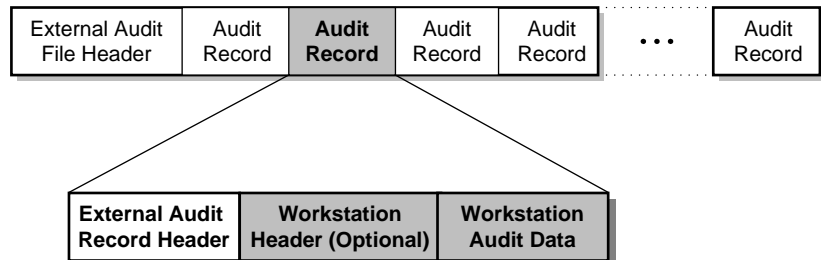 External Audit
File Header
Audit
Record
Audit
Record
Audit
Record
Audit
Record
...
Audit
Record
External Audit
Record Header
Workstation
Header (Optional)
Workstation
Audit Data